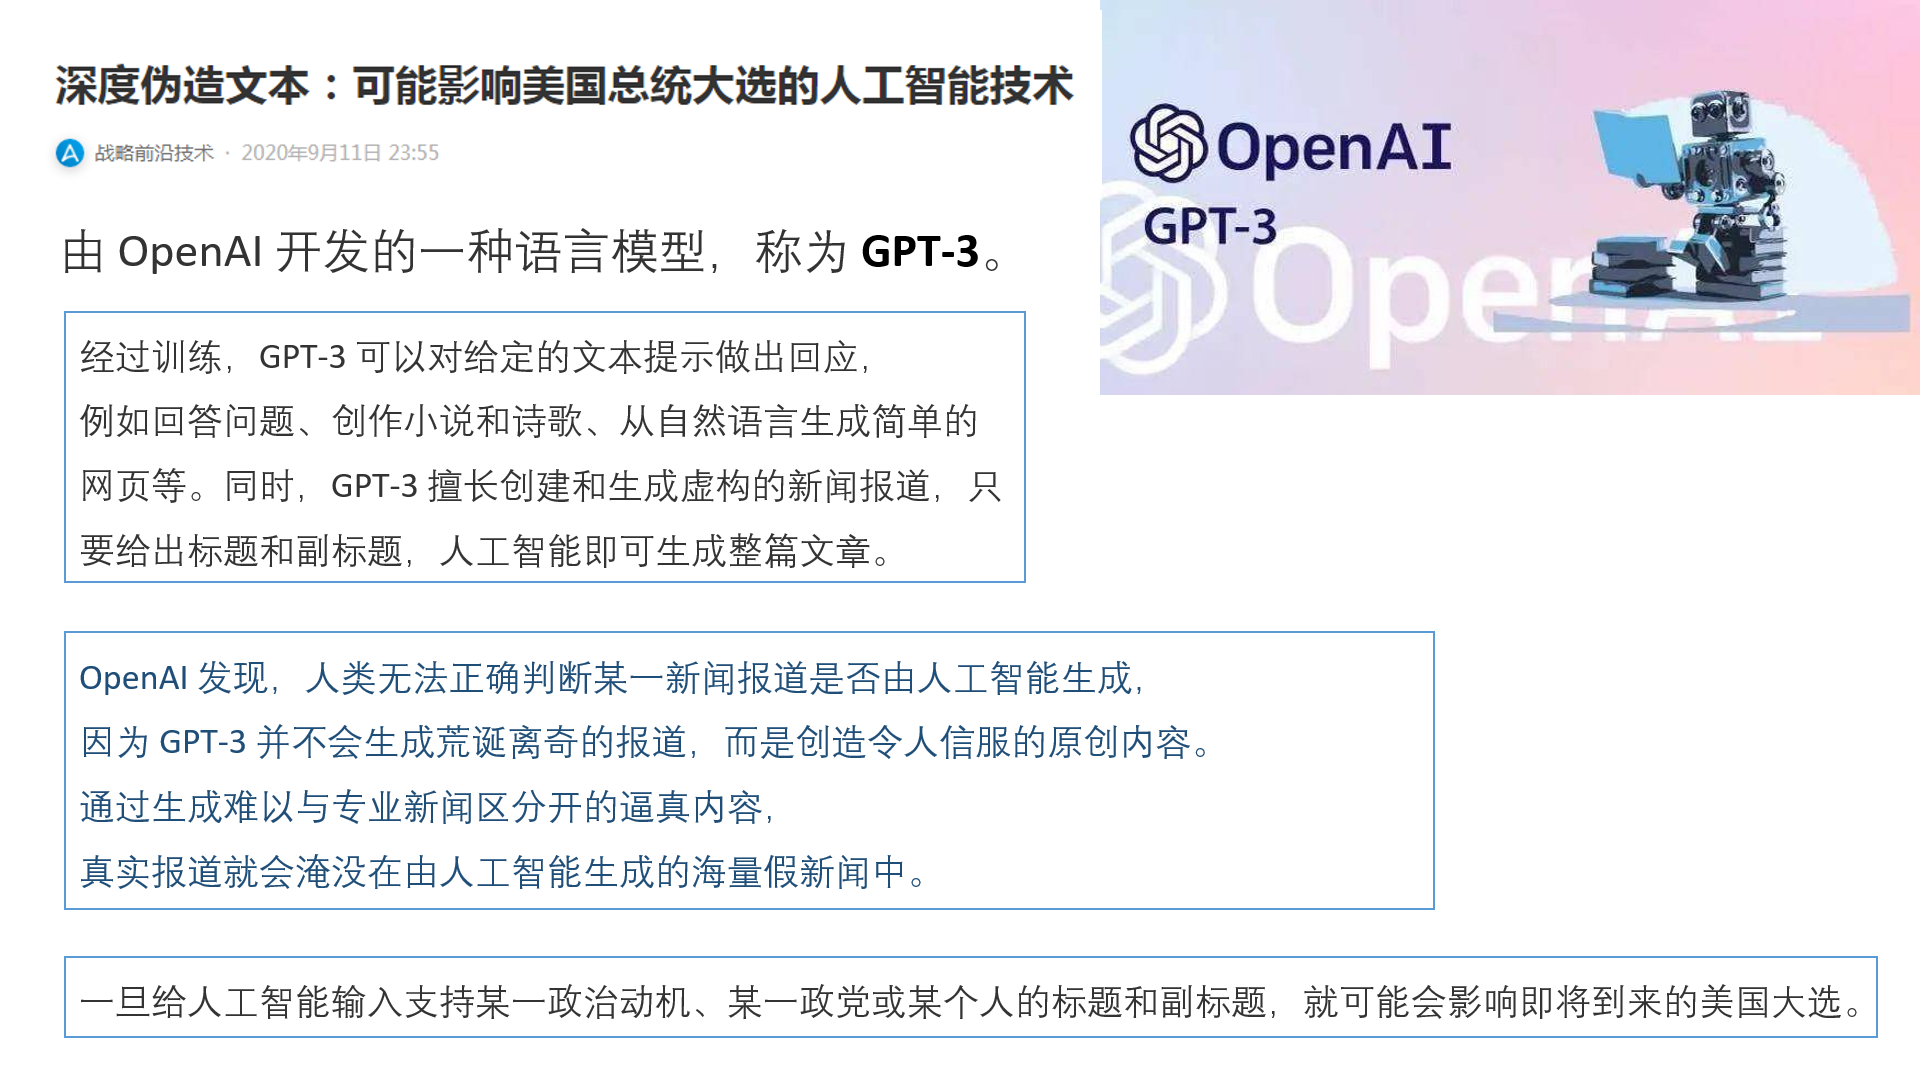 深度伪造文本：可能影响美国总统大选的人工智能技术
战略前沿技术 · 2020年9月11日 23:55
由 OpenAI 开发的一种语言模型，称为 GPT-3。
OpenAI
GPT-3
OpenAI
经过训练，GPT-3 可以对给定的文本提示做出回应，
例如回答问题、创作小说和诗歌、从自然语言生成简单的
网页等。同时，GPT-3 擅长创建和生成虚构的新闻报道，只
要给出标题和副标题，人工智能即可生成整篇文章。
OpenAI 发现，人类无法正确判断某一新闻报道是否由人工智能生成，
因为 GPT-3 并不会生成荒诞离奇的报道，而是创造令人信服的原创内容。
通过生成难以与专业新闻区分开的逼真内容，
真实报道就会淹没在由人工智能生成的海量假新闻中。
一旦给人工智能输入支持某一政治动机、某一政党或某个人的标题和副标题，就可能会影响即将到来的美国大选。